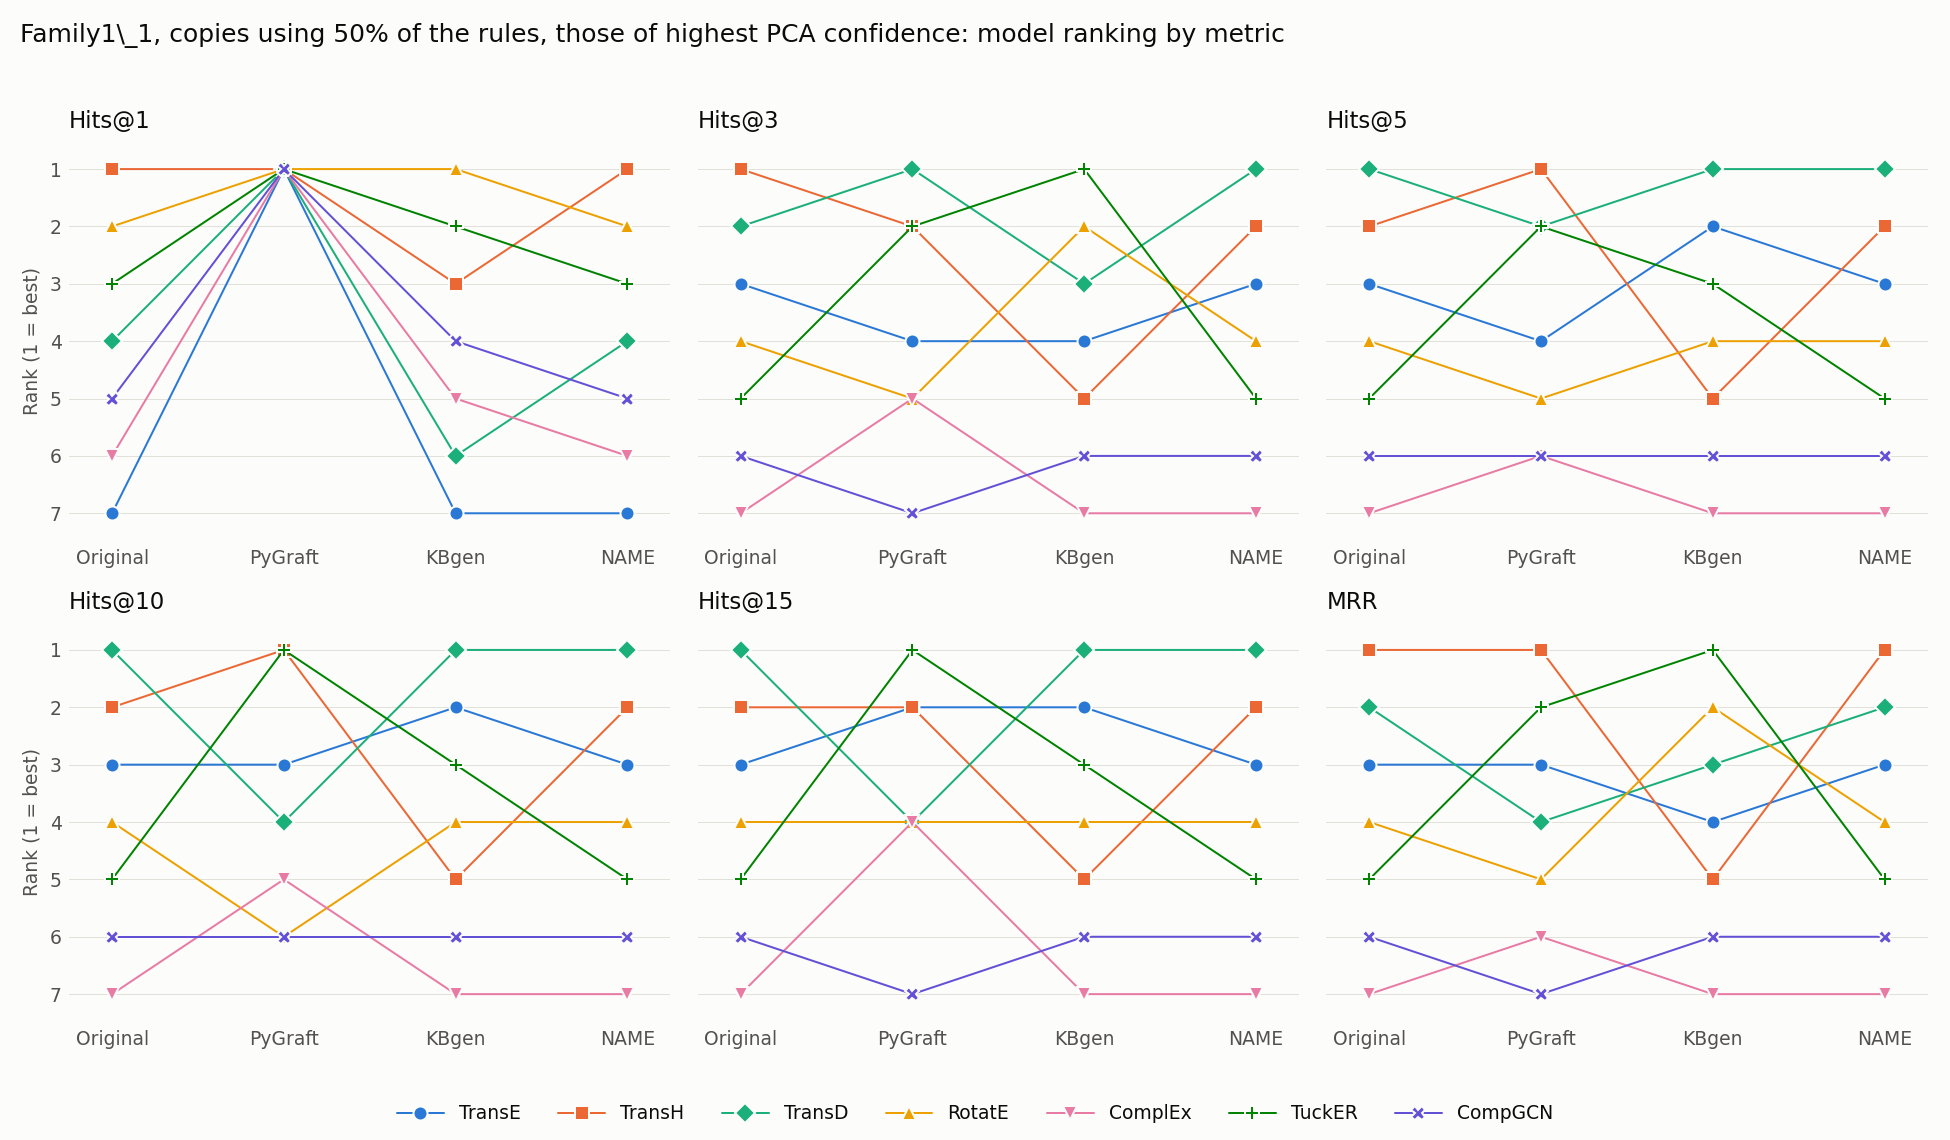 Family1\_1, copies using 50% of the rules, those of highest PCA confidence: model ranking by metric
Hits@1
Hits@3
Hits@5
Rank (1 = best)
1
2
3
4
5
6
7
Original PyGraft KBgen NAME
Original PyGraft KBgen NAME
Original PyGraft KBgen NAME
Hits@10
Hits@15
MRR
Rank (1 = best)
1
2
3
4
5
6
7
Original PyGraft KBgen NAME
Original PyGraft KBgen NAME
Original PyGraft KBgen NAME
TransE TransH TransD RotatE ComplEx TuckER CompGCN